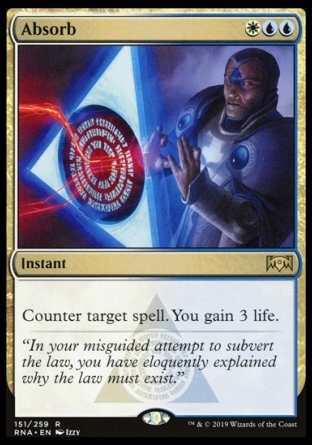 Absorb
Instant
Counter target spell. You gain 3 life.
“In your misguided attempt to subvert
the law, you have eloquently explained
why the law must exist.”
151/259 R
RNA • EN Izzy
™ & © 2019 Wizards of the Coast